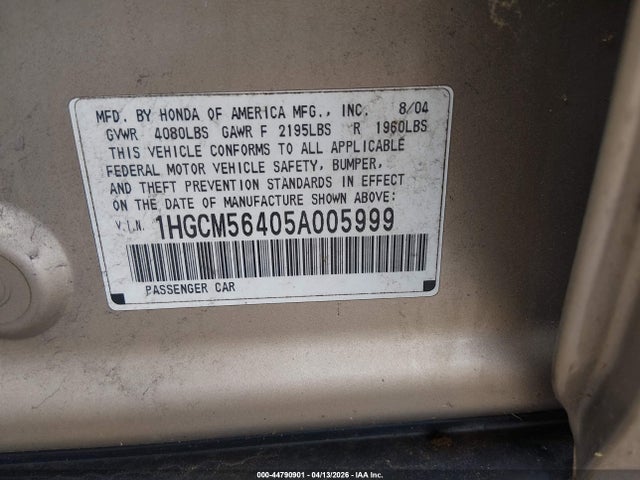 MFD. BY HONDA OF AMERICA MFG., INC. 8/04
GVWR 4080LBS GAWR F 2195LBS R 1960LBS
THIS VEHICLE CONFORMS TO ALL APPLICABLE
FEDERAL MOTOR VEHICLE SAFETY, BUMPER,
AND THEFT PREVENTION STANDARDS IN EFFECT
ON THE DATE OF MANUFACTURE SHOWN ABOVE:
V.I.N. 1HGCM56405A005999
PASSENGER CAR
000-44790901 - 04/13/2026 - IAA Inc.